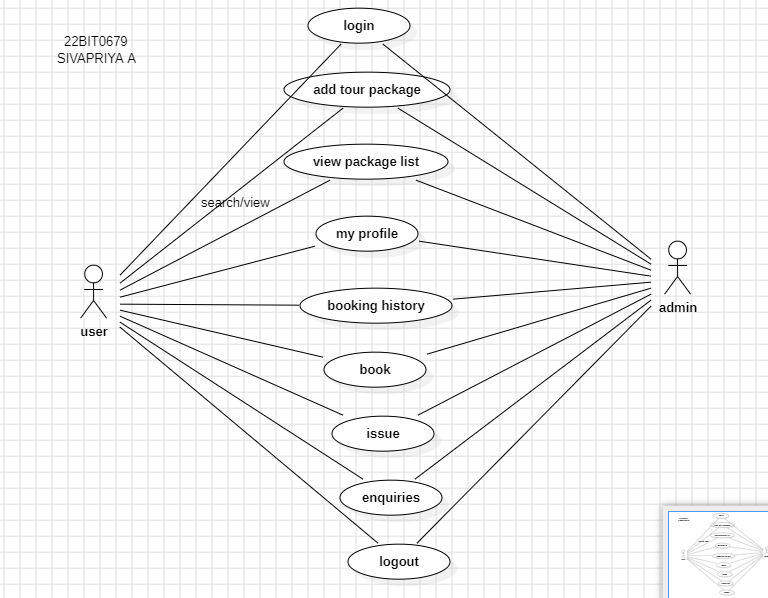 login
22BIT0679
SIVAPRIYA A
add tour package
view package list
search/view
my profile
booking history
user
admin
book
issue
enquiries
logout